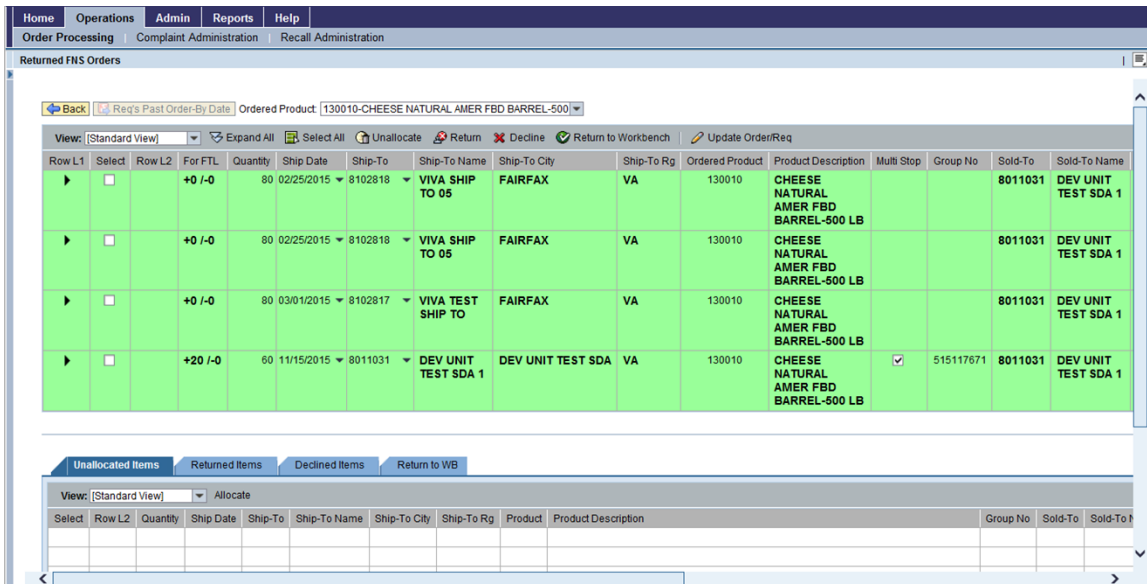 Home Operations Admin Reports Help
Order Processing | Complaint Administration | Recall Administration
Returned FNS Orders
Back Req's Past Order-By Date Ordered Product: 130010-CHEESE NATURAL AMER FBD BARREL-500
View: [Standard View] Expand All Select All Unallocate Return Decline Return to Workbench | Update Order/Req
Row L1 Select Row L2 For FTL Quantity Ship Date Ship-To Ship-To Name Ship-To City Ship-To Rg Ordered Product Product Description Multi Stop Group No Sold-To Sold-To Name
+0 /-0 80 02/25/2015 8102818 VIVA SHIP FAIRFAX VA 130010 CHEESE 8011031 DEV UNIT
TO 05 NATURAL TEST SDA 1
AMER FBD
BARREL-500 LB
+0 /-0 80 02/25/2015 8102818 VIVA SHIP FAIRFAX VA 130010 CHEESE 8011031 DEV UNIT
TO 05 NATURAL TEST SDA 1
AMER FBD
BARREL-500 LB
+0 /-0 80 03/01/2015 8102817 VIVA TEST FAIRFAX VA 130010 CHEESE 8011031 DEV UNIT
SHIP TO NATURAL TEST SDA 1
AMER FBD
BARREL-500 LB
+20 /-0 60 11/15/2015 8011031 DEV UNIT DEV UNIT TEST SDA VA 130010 CHEESE 515117671 8011031 DEV UNIT
TEST SDA 1 NATURAL TEST SDA 1
AMER FBD
BARREL-500 LB
Unallocated Items Returned Items Declined Items Return to WB
View: [Standard View] Allocate
Select Row L2 Quantity Ship Date Ship-To Ship-To Name Ship-To City Ship-To Rg Product Product Description Group No Sold-To Sold-To